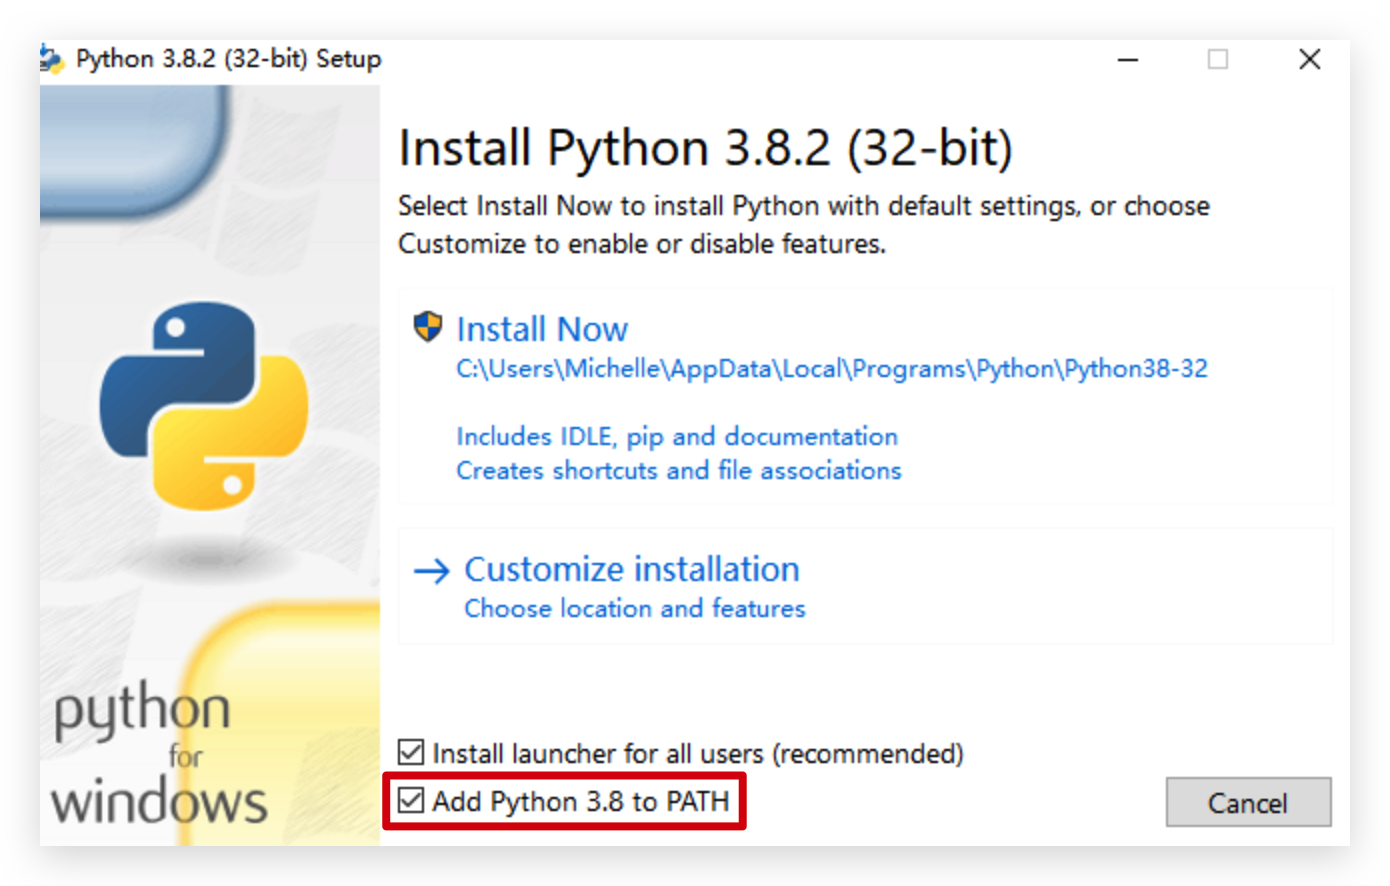 Python 3.8.2 (32-bit) Setup
Install Python 3.8.2 (32-bit)
Select Install Now to install Python with default settings, or choose
Customize to enable or disable features.
Install Now
C:\Users\Michelle\AppData\Local\Programs\Python\Python38-32
Includes IDLE, pip and documentation
Creates shortcuts and file associations
Customize installation
Choose location and features
python
for
windows
Install launcher for all users (recommended)
Add Python 3.8 to PATH
Cancel